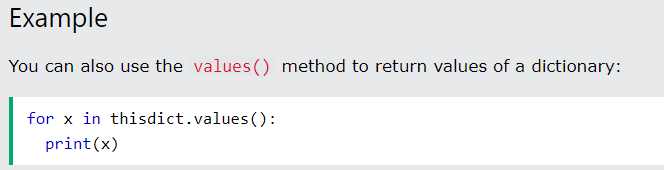 Example
You can also use the values() method to return values of a dictionary:
for x in thisdict.values():
  print(x)